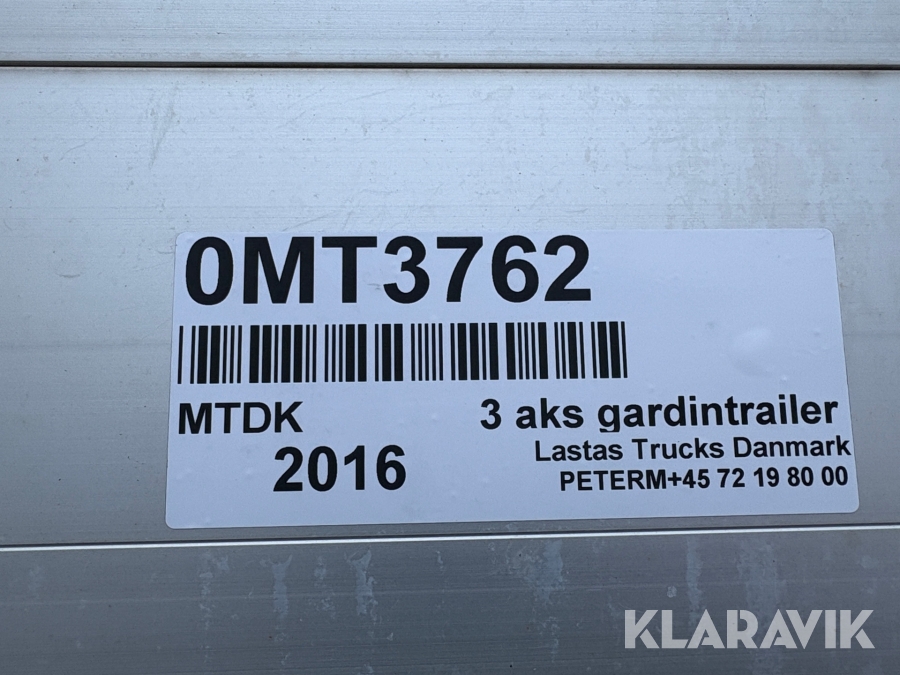 0MT3762
MTDK
3 aks gardintrailer
2016
Lastas Trucks Danmark
PETERM+45 72 19 80 00
KLARAVIK